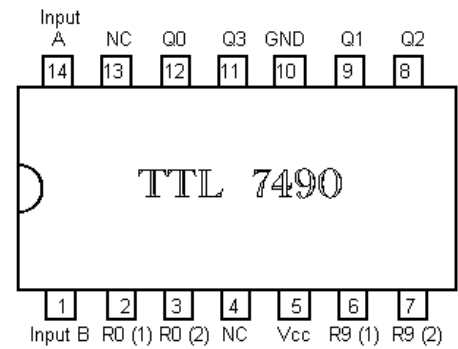 Input
A NC Q0 Q3 GND Q1 Q2
14 13 12 11 10 9 8
TTL 7490
1 2 3 4 5 6 7
Input B R0 (1) R0 (2) NC Vcc R9 (1) R9 (2)